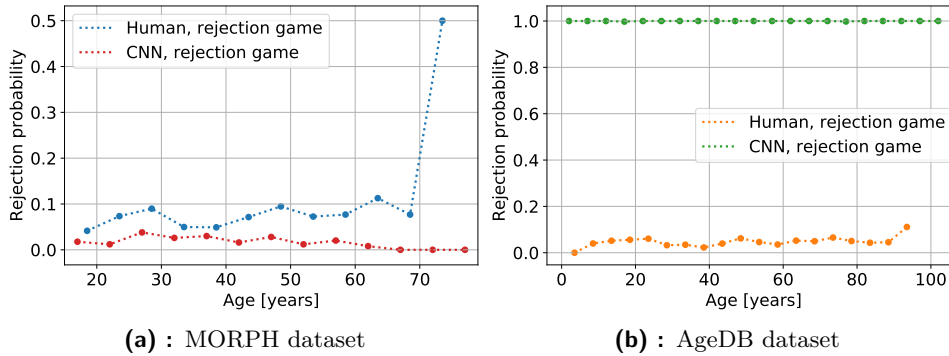 0.5
0.4
0.3
0.2
0.1
0.0
Rejection probability
Human, rejection game
CNN, rejection game
20 30 40 50 60 70
Age [years]
(a) : MORPH dataset
1.0
0.8
0.6
0.4
0.2
0.0
Rejection probability
Human, rejection game
CNN, rejection game
0 20 40 60 80 100
Age [years]
(b) : AgeDB dataset